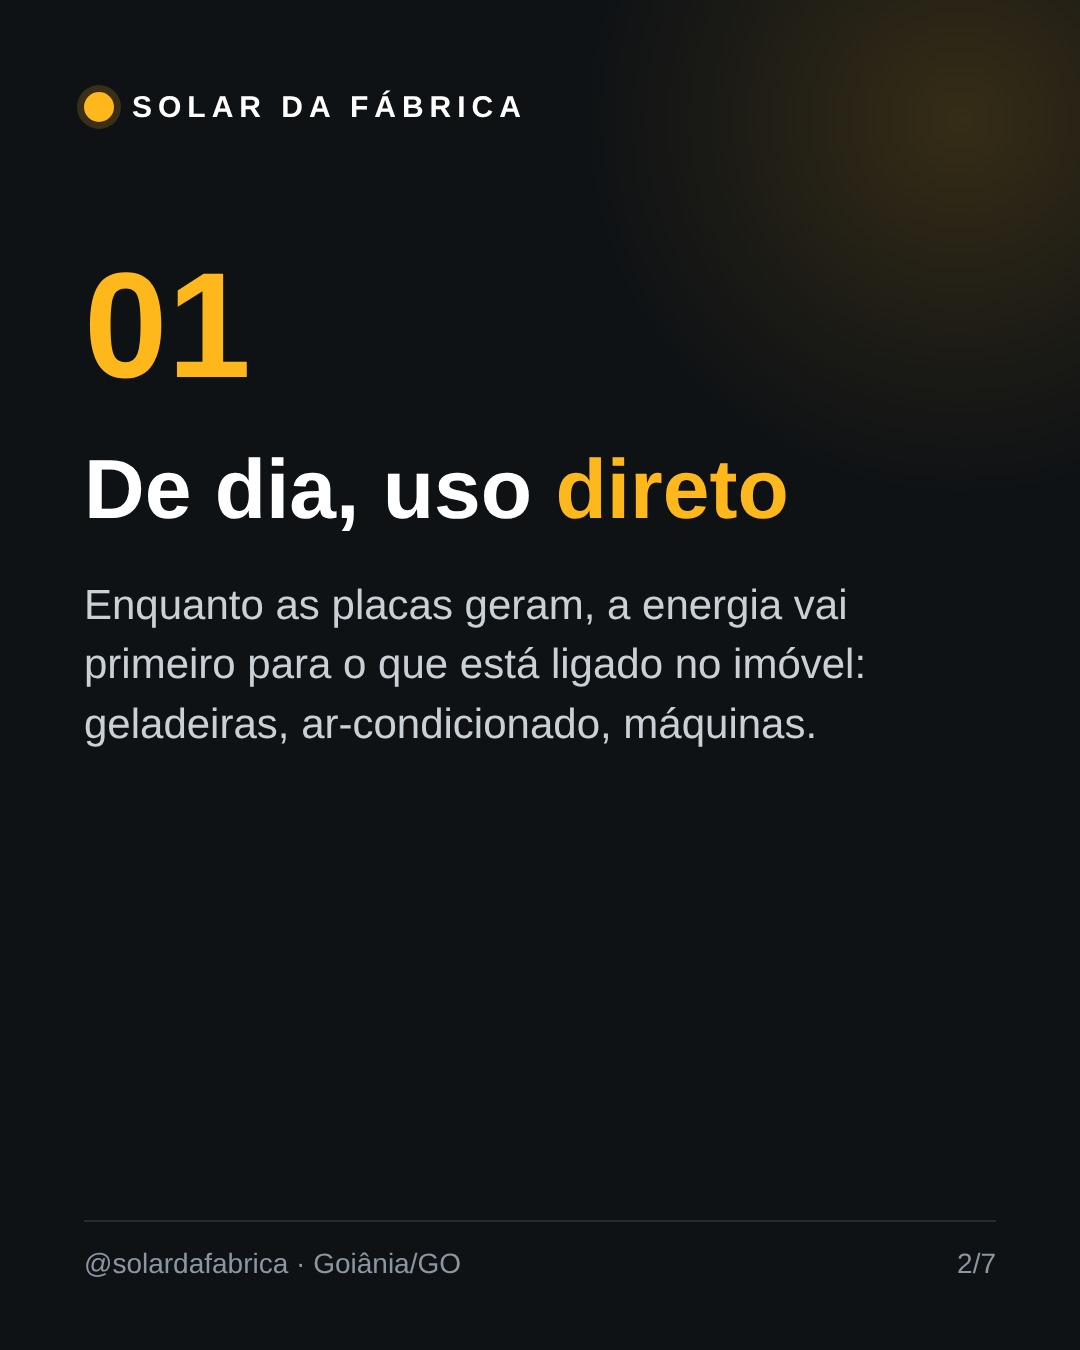 SOLAR DA FÁBRICA
01
De dia, uso direto
Enquanto as placas geram, a energia vai
primeiro para o que está ligado no imóvel:
geladeiras, ar-condicionado, máquinas.
@solardafabrica · Goiânia/GO
2/7